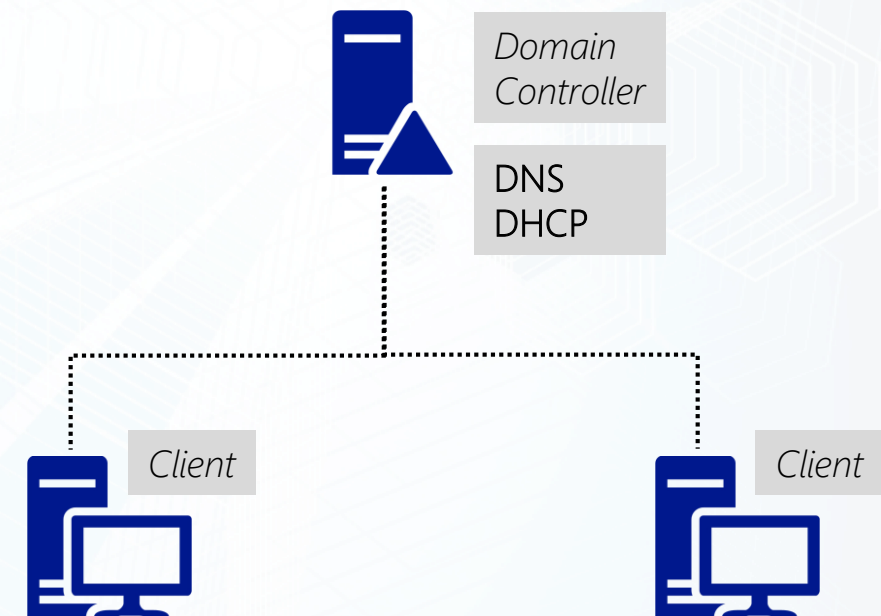 Domain
Controller
DNS
DHCP
Client
Client